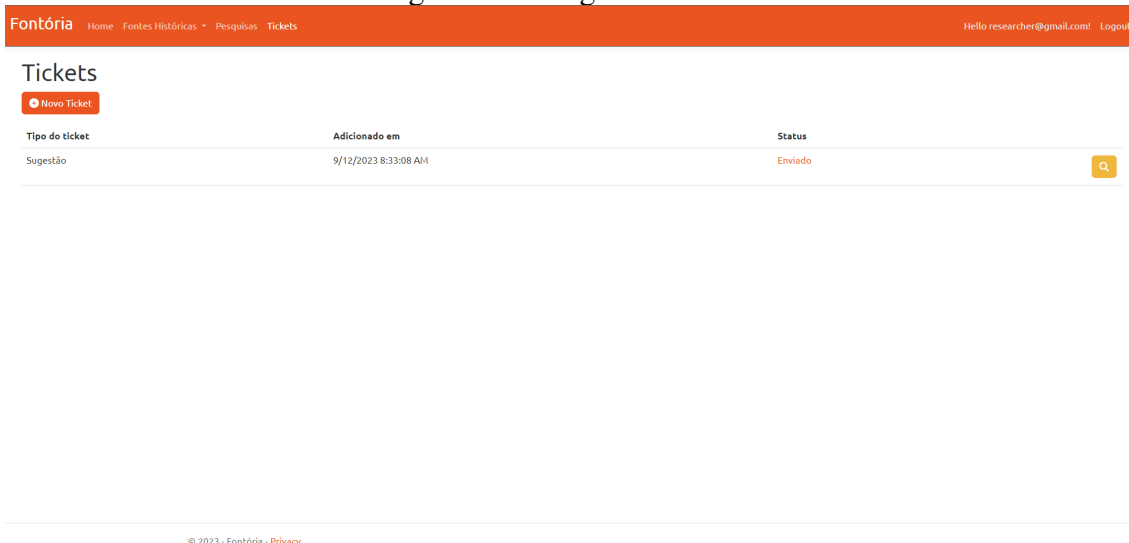 Fontória Home Fontes Históricas Pesquisas Tickets Hello researcher@gmail.com! Logout
Tickets
Novo Ticket
Tipo do ticket Adicionado em Status
Sugestão 9/12/2023 8:33:08 AM Enviado
© 2023 - Fontória - Privacy